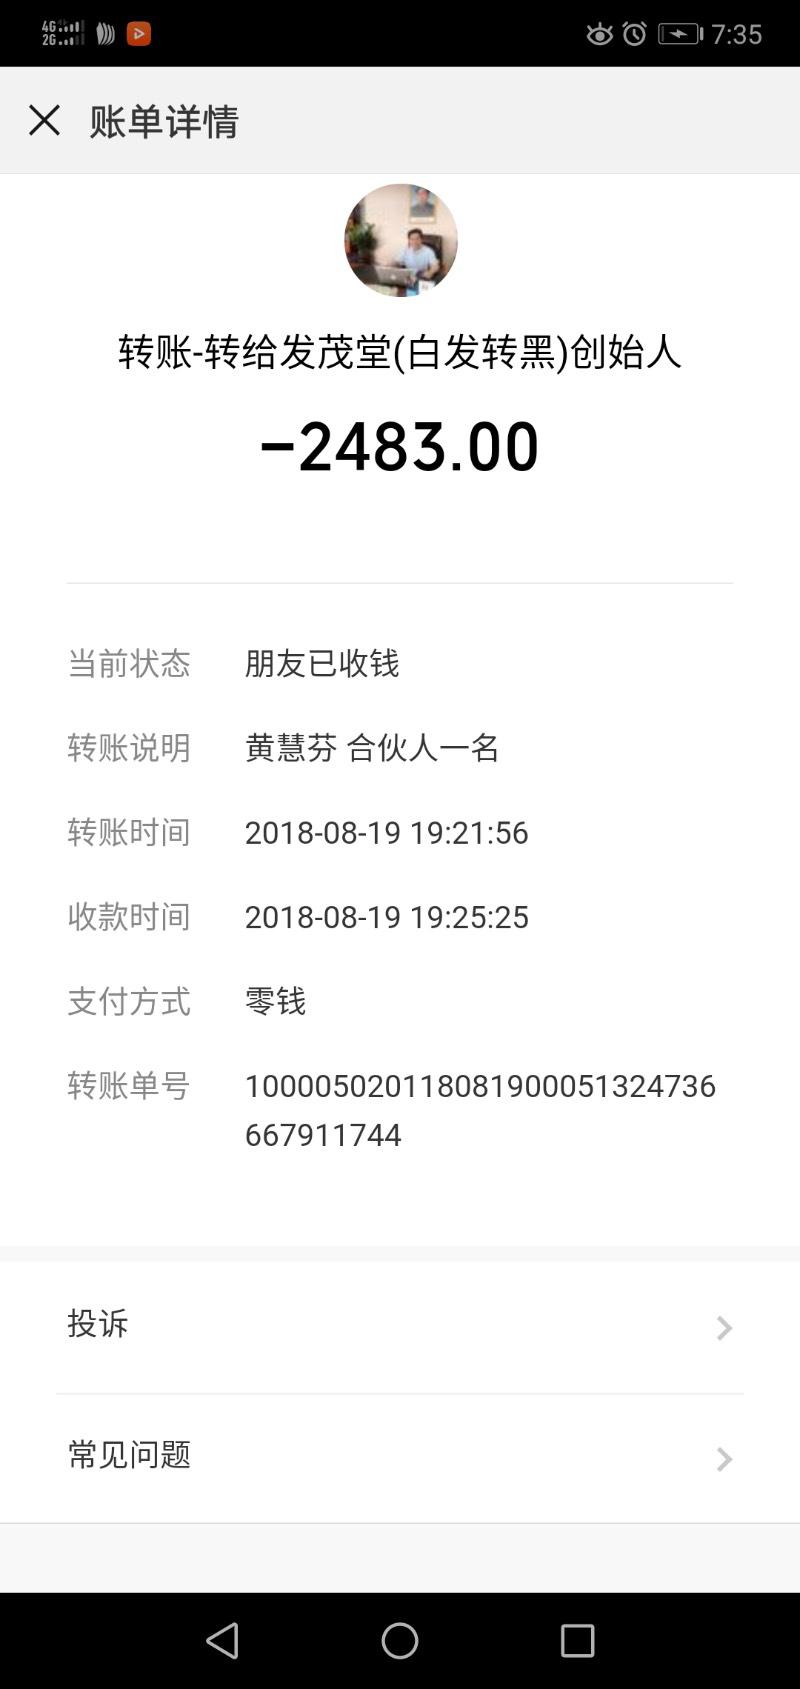 4G
2G
7:35
账单详情
转账-转给发茂堂(白发转黑)创始人
-2483.00
当前状态 朋友已收钱
转账说明 黄慧芬 合伙人一名
转账时间 2018-08-19 19:21:56
收款时间 2018-08-19 19:25:25
支付方式 零钱
转账单号 100005020118081900051324736
667911744
投诉
常见问题